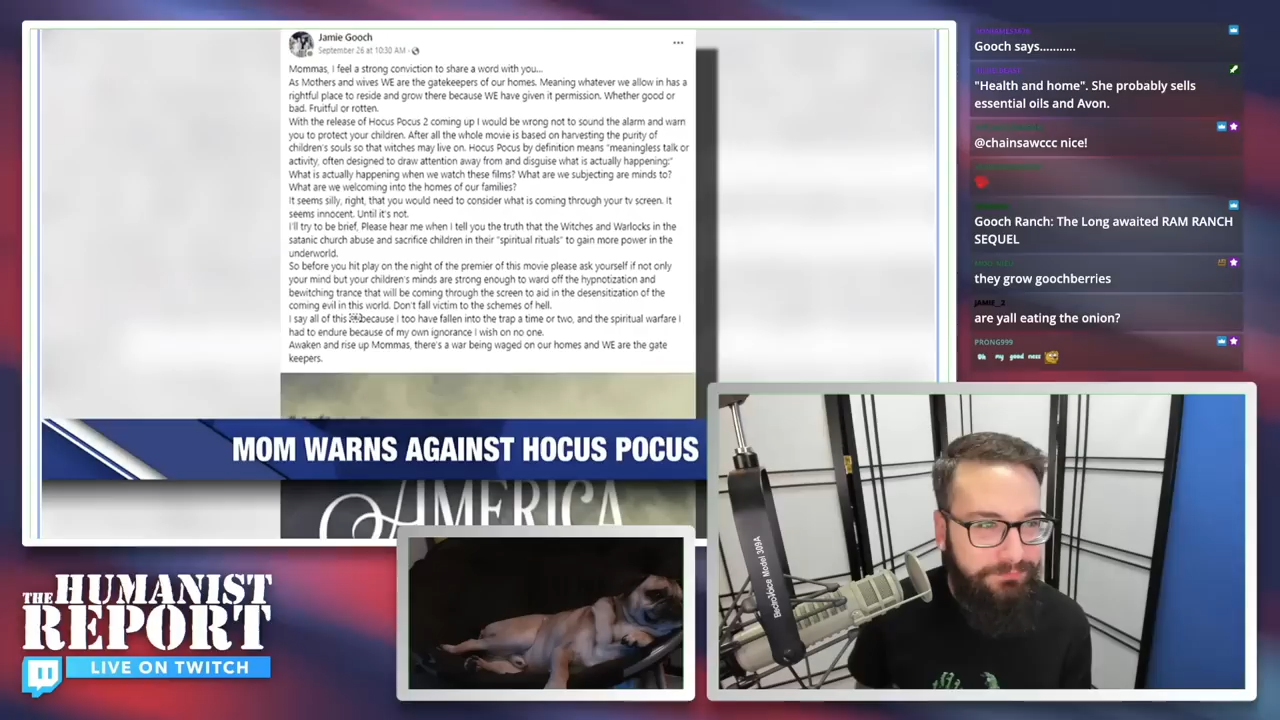 Jamie Gooch
September 26 at 10:30 AM
Mommas, I feel a strong conviction to share a word with you...
As Mothers and wives WE are the gatekeepers of our homes. Meaning whatever we allow in has a
rightful place to reside and grow there because WE have given it permission. Whether good or
bad. Fruitful or rotten.
With the release of Hocus Pocus 2 coming up I would be wrong not to sound the alarm and warn
you to protect your children. After all the whole movie is based on harvesting the purity of
children's souls so that witches may live on. Hocus Pocus by definition means "meaningless talk or
activity, often designed to draw attention away from and disguise what is actually happening:"
What is actually happening when we watch these films? What are we subjecting are minds to?
What are we welcoming into the homes of our families?
It seems silly, right, that you would need to consider what is coming through your tv screen. It
seems innocent. Until it's not.
I'll try to be brief, Please hear me when I tell you the truth that the Witches and Warlocks in the
satanic church abuse and sacrifice children in their "spiritual rituals" to gain more power in the
underworld.
So before you hit play on the night of the premier of this movie please ask yourself if not only
your mind but your children's minds are strong enough to ward off the hypnotization and
bewitching trance that will be coming through the screen to aid in the desensitization of the
coming evil in this world. Don't fall victim to the schemes of hell.
I say all of this because I too have fallen into the trap a time or two, and the spiritual warfare I
had to endure because of my own ignorance I wish on no one.
Awaken and rise up Mommas, there's a war being waged on our homes and WE are the gate
keepers.
MOM WARNS AGAINST HOCUS POCUS
AMERICA
THE HUMANIST
REPORT
LIVE ON TWITCH
ElectroVoice Model 309A
Gooch says...........
"Health and home". She probably sells
essential oils and Avon.
@chainsawccc nice!
Gooch Ranch: The Long awaited RAM RANCH
SEQUEL
they grow goochberries
JAMIE_2
are yall eating the onion?
PRONG999
Oh my good ness